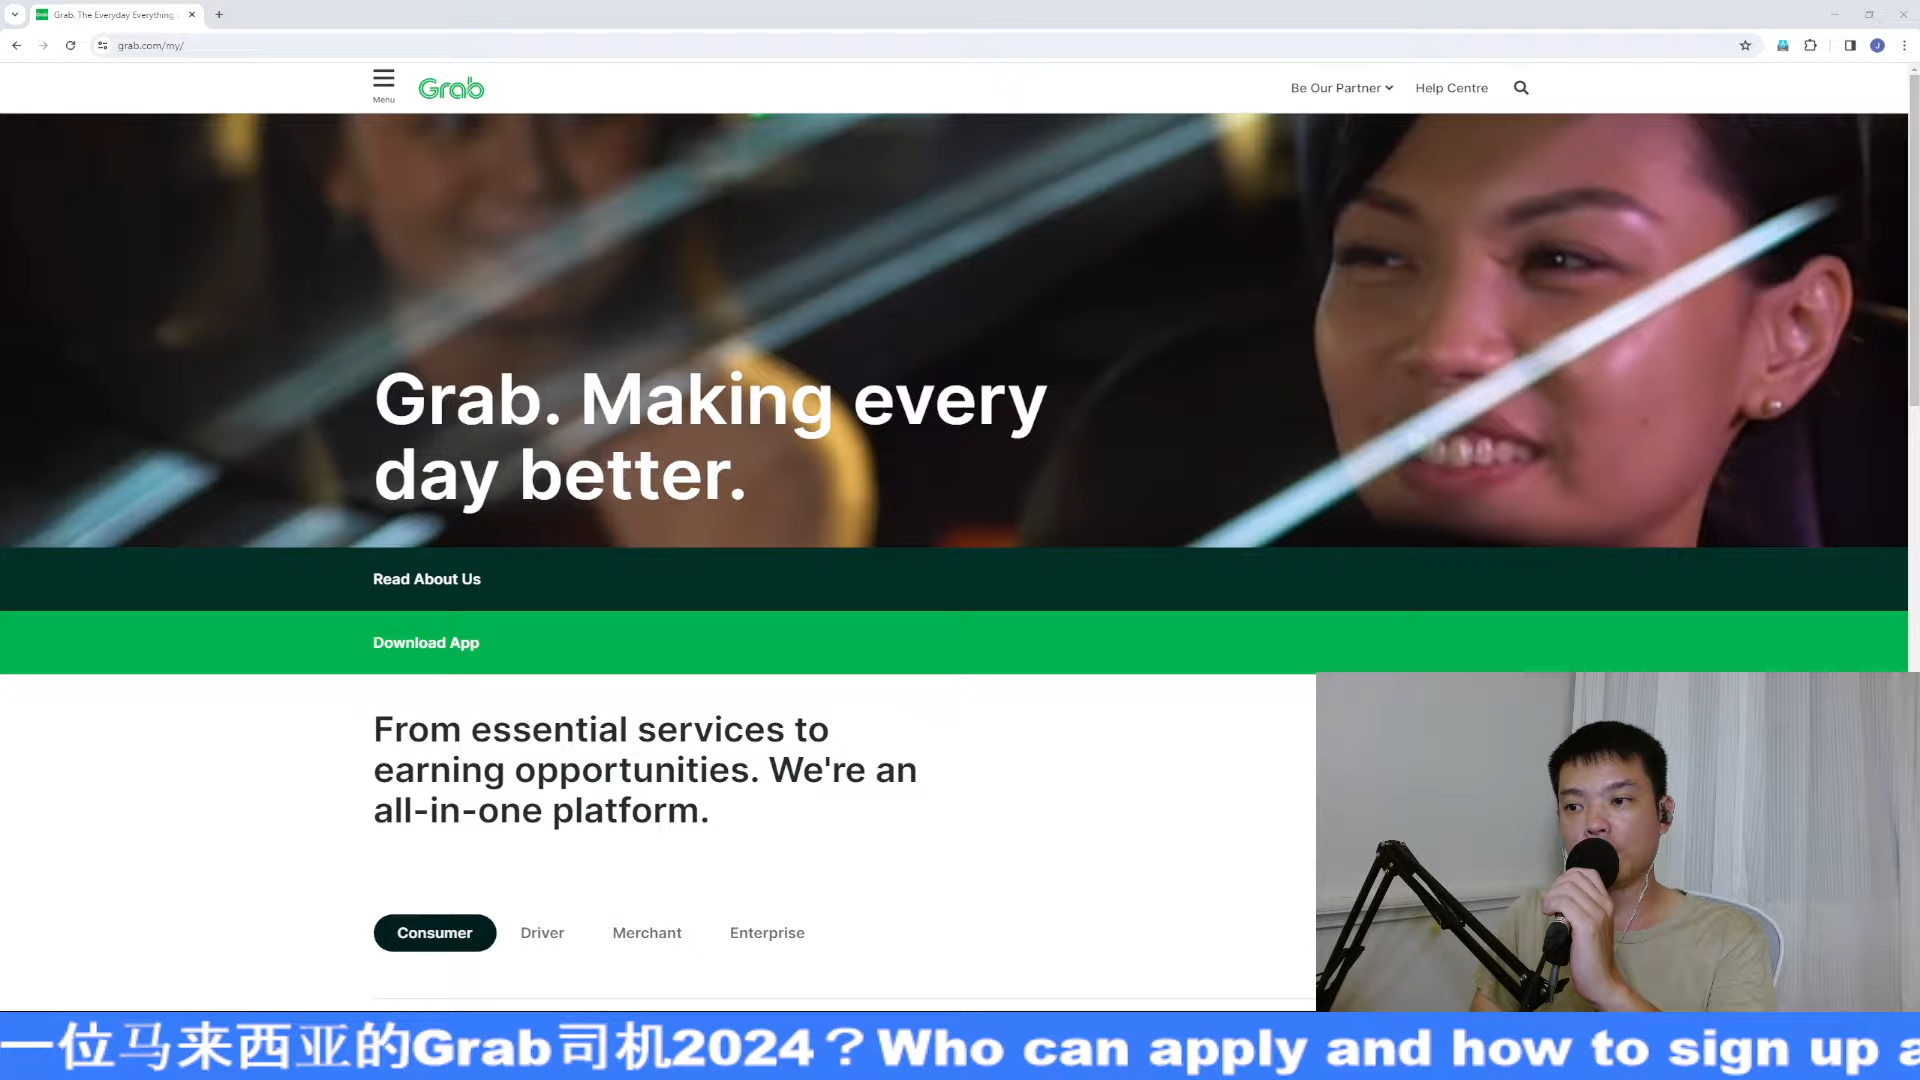 Grab. The Everyday Everything
grab.com/my/
J
Menu
Grab
Be Our Partner
Help Centre
Grab. Making every
day better.
Read About Us
Download App
From essential services to
earning opportunities. We're an
all-in-one platform.
Consumer
Driver
Merchant
Enterprise
一位马来西亚的Grab司机2024？Who can apply and how to sign up a